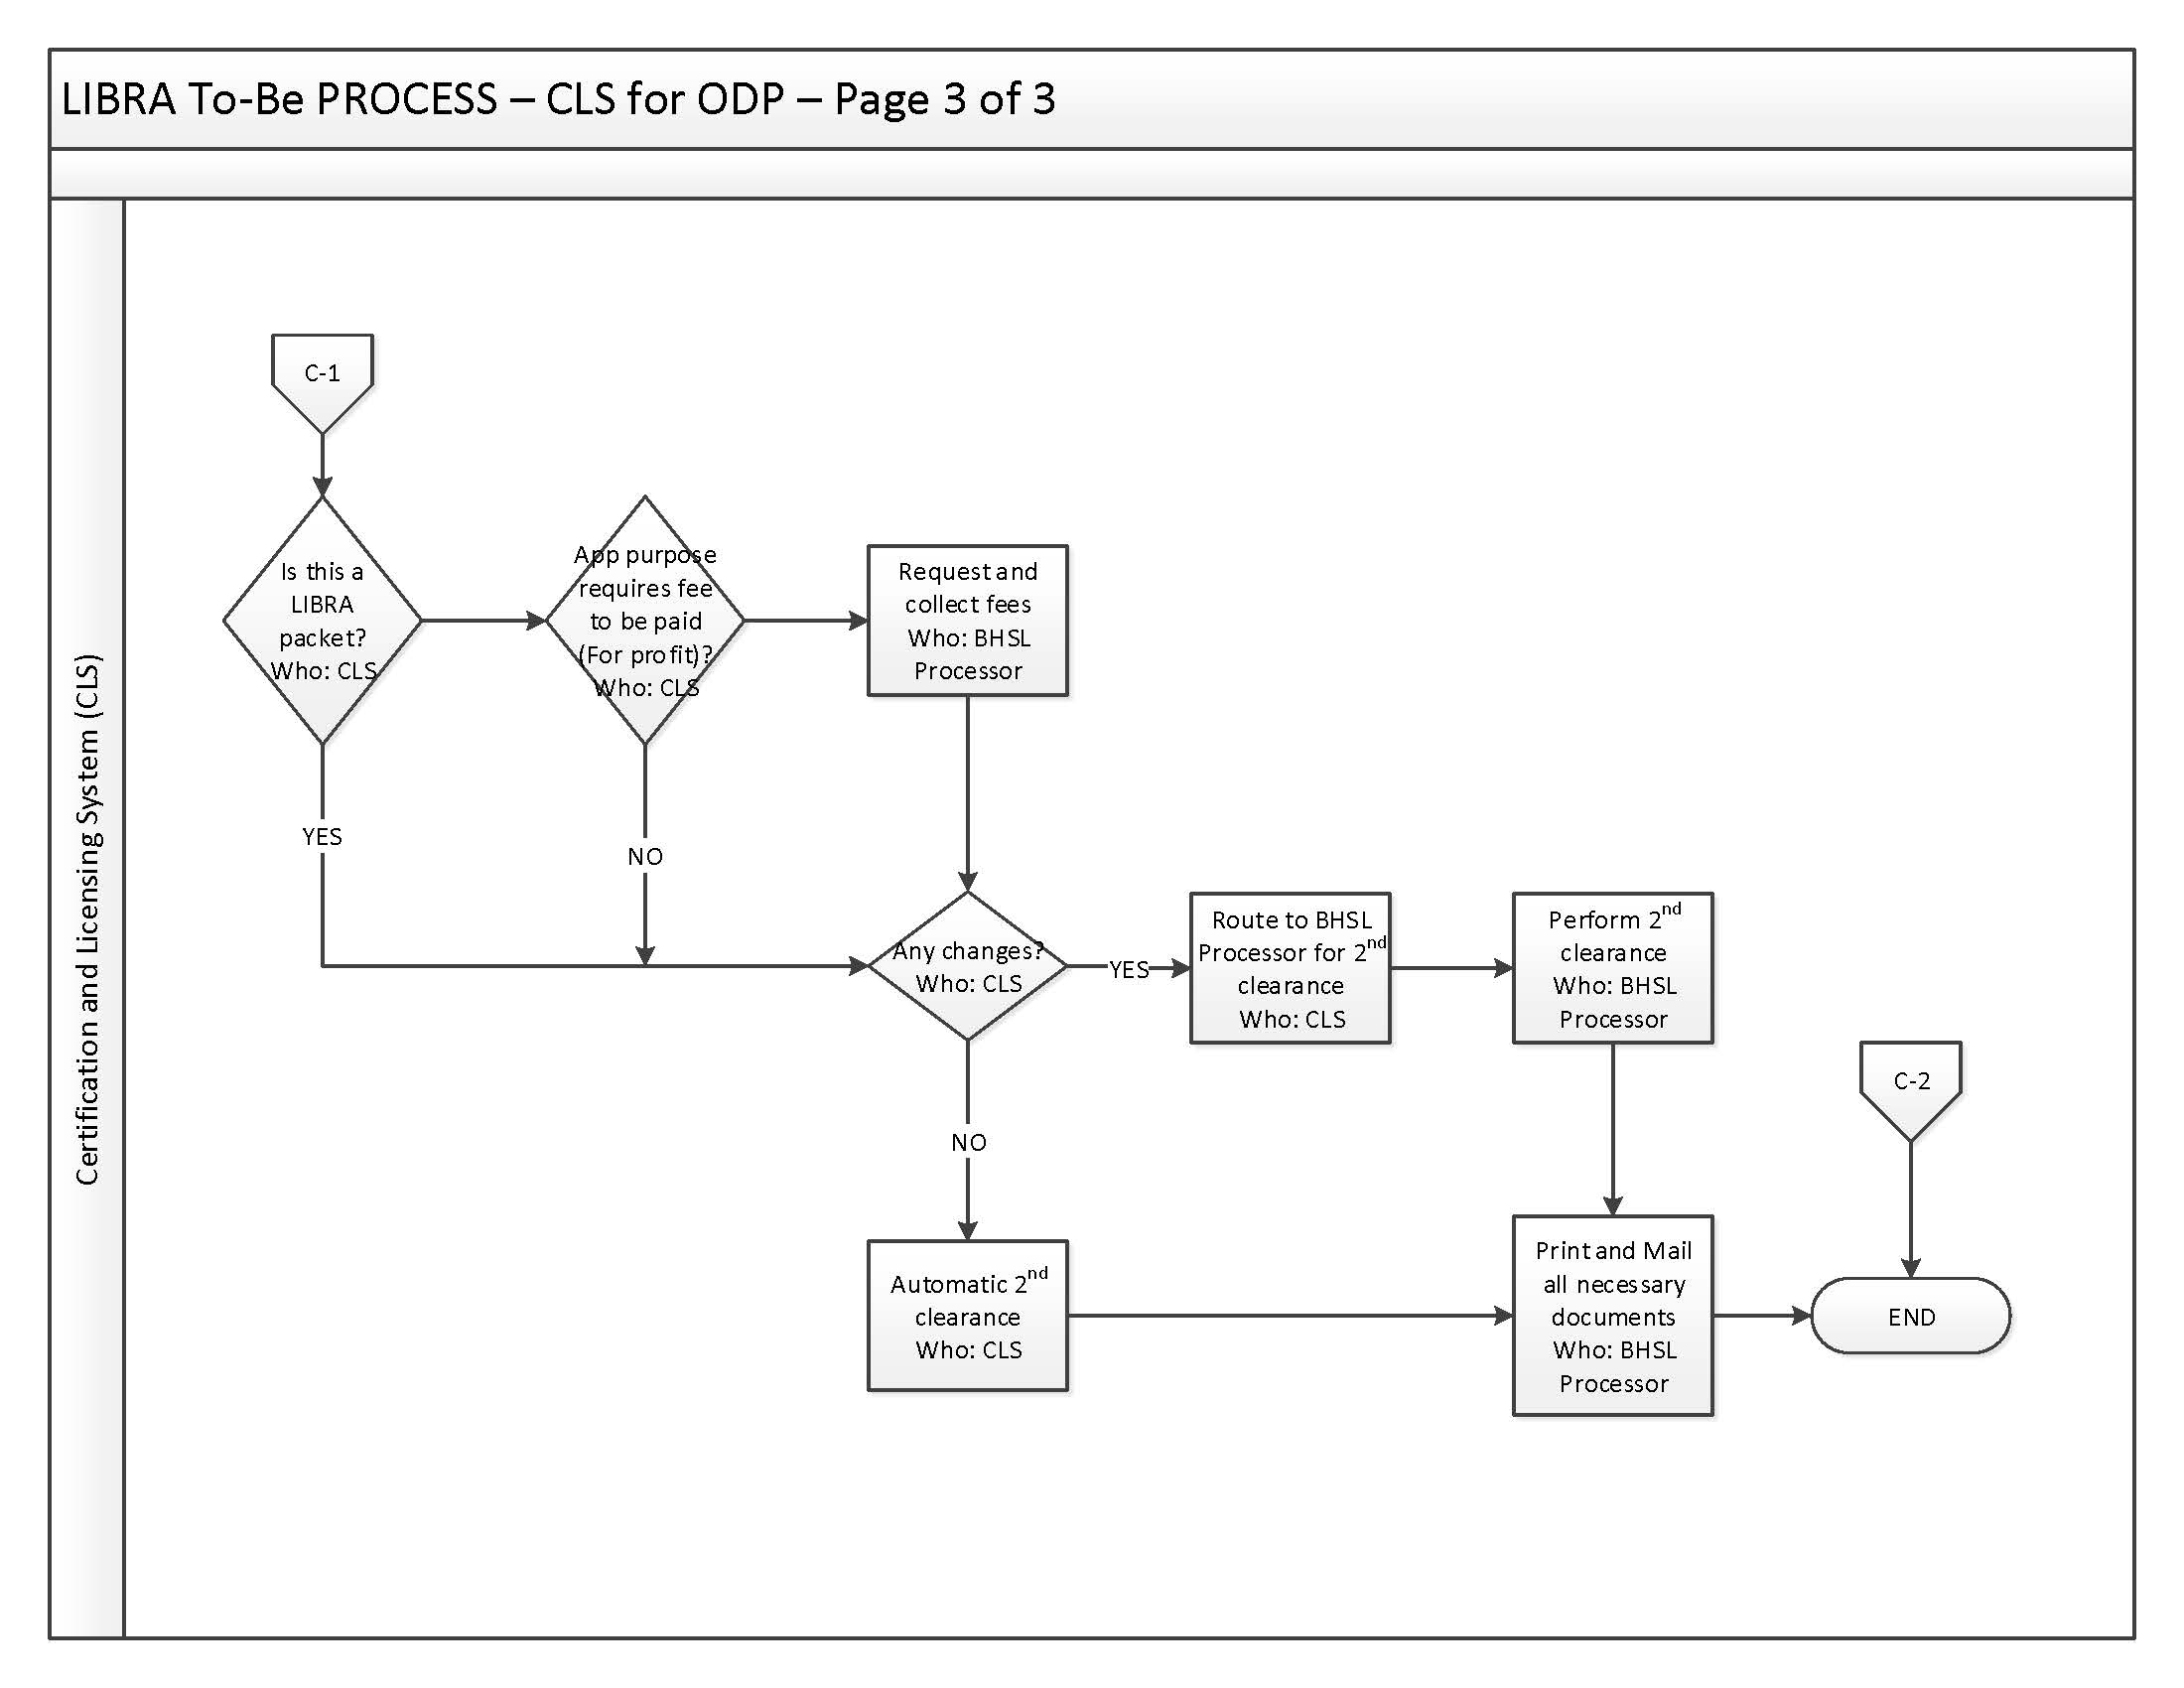 LIBRA To-Be PROCESS – CLS for ODP – Page 3 of 3
Certification and Licensing System (CLS)
C-1
Is this a
LIBRA
packet?
Who: CLS
App purpose
requires fee
to be paid
(For profit)?
Who: CLS
Request and
collect fees
Who: BHSL
Processor
YES
NO
Any changes?
Who: CLS
YES
Route to BHSL
Processor for 2nd
clearance
Who: CLS
Perform 2nd
clearance
Who: BHSL
Processor
C-2
NO
Automatic 2nd
clearance
Who: CLS
Print and Mail
all necessary
documents
Who: BHSL
Processor
END